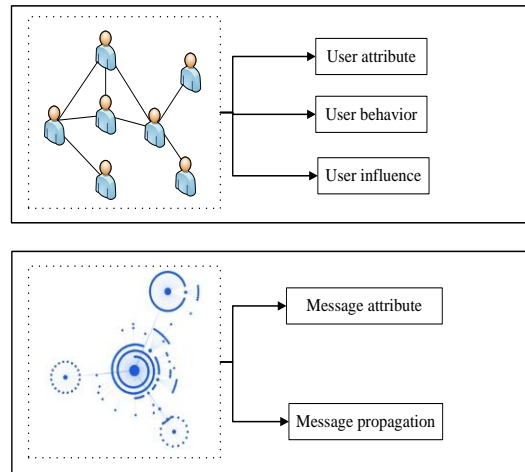 User attribute
User behavior
User influence
Message attribute
Message propagation